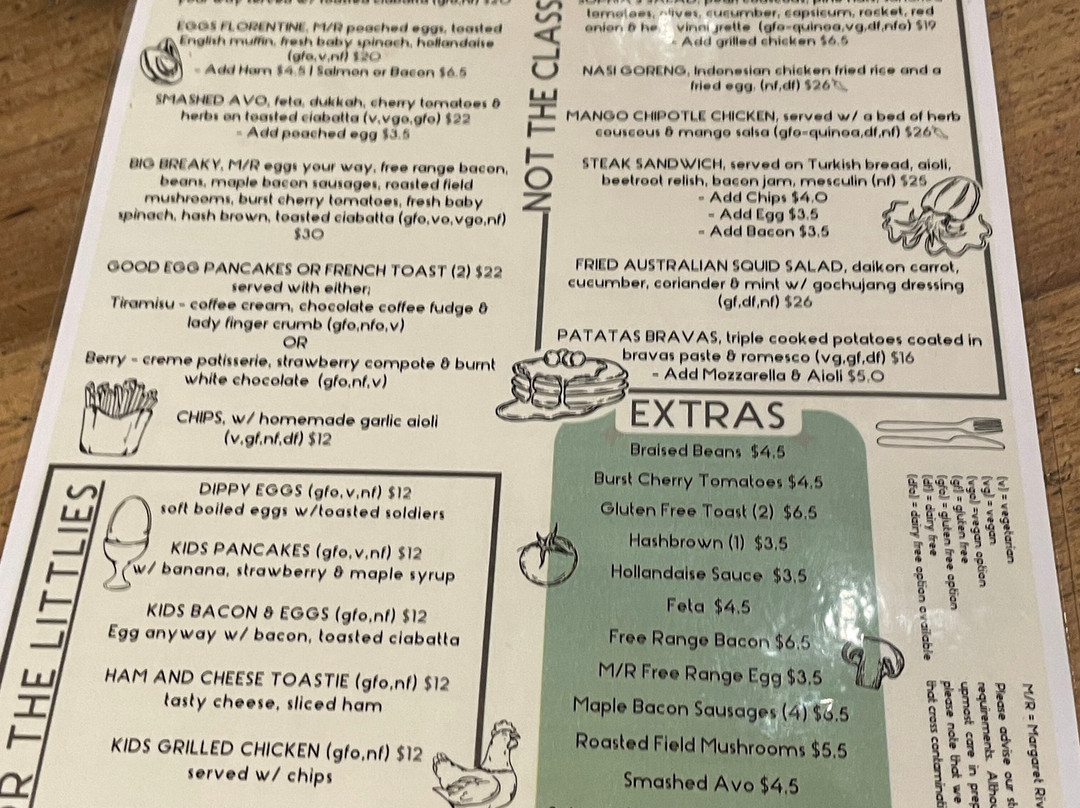 EGGS FLORENTINE, M/R poached eggs, toasted
English muffin, fresh baby spinach, hollandaise
(gfo,v,nf) $20
- Add Ham $4.5 | Salmon or Bacon $6.5
SMASHED AVO, feta, dukkah, cherry tomatoes &
herbs on toasted ciabatta (v,vgo,gfo) $22
- Add poached egg $3.5
BIG BREAKY, M/R eggs your way, free range bacon,
beans, maple bacon sausages, roasted field
mushrooms, burst cherry tomatoes, fresh baby
spinach, hash brown, toasted ciabatta (gfo,vo,vgo,nf)
$30
GOOD EGG PANCAKES OR FRENCH TOAST (2) $22
served with either;
Tiramisu - coffee cream, chocolate coffee fudge &
lady finger crumb (gfo,nfo,v)
OR
Berry - creme patisserie, strawberry compote & burnt
white chocolate (gfo,nf,v)
CHIPS, w/ homemade garlic aioli
(v,gf,nf,df) $12
R THE LITTLIES
DIPPY EGGS (gfo,v,nf) $12
soft boiled eggs w/toasted soldiers
KIDS PANCAKES (gfo,v,nf) $12
w/ banana, strawberry & maple syrup
KIDS BACON & EGGS (gfo,nf) $12
Egg anyway w/ bacon, toasted ciabatta
HAM AND CHEESE TOASTIE (gfo,nf) $12
tasty cheese, sliced ham
KIDS GRILLED CHICKEN (gfo,nf) $12
served w/ chips
NOT THE CLASS
tomatoes, olives, cucumber, capsicum, rocket, red
onion & vinaigrette (gfo-quinoa,vg,df,nfo) $19
- Add grilled chicken $6.5
NASI GORENG, Indonesian chicken fried rice and a
fried egg. (nf,df) $26
MANGO CHIPOTLE CHICKEN, served w/ a bed of herb
couscous & mango salsa (gfo-quinoa,df,nf) $26
STEAK SANDWICH, served on Turkish bread, aioli,
beetroot relish, bacon jam, mesculin (nf) $25
- Add Chips $4.0
- Add Egg $3.5
- Add Bacon $3.5
FRIED AUSTRALIAN SQUID SALAD, daikon carrot,
cucumber, coriander & mint w/ gochujang dressing
(gf,df,nf) $26
PATATAS BRAVAS, triple cooked potatoes coated in
bravas paste & romesco (vg,gf,df) $16
- Add Mozzarella & Aioli $5.0
EXTRAS
Braised Beans $4.5
Burst Cherry Tomatoes $4.5
Gluten Free Toast (2) $6.5
Hashbrown (1) $3.5
Hollandaise Sauce $3.5
Feta $4.5
Free Range Bacon $6.5
M/R Free Range Egg $3.5
Maple Bacon Sausages (4) $6.5
Roasted Field Mushrooms $5.5
Smashed Avo $4.5
(v) = vegetarian
(vg) = vegan
(vgo) = vegan option
(gf) = gluten free
(gfo) = gluten free option
(df) = dairy free
(dfo) = dairy free option available
M/R = Margaret Riv
Please advise our s
requirements. Altho
upmost care in prep
please note that we
that cross contaminati